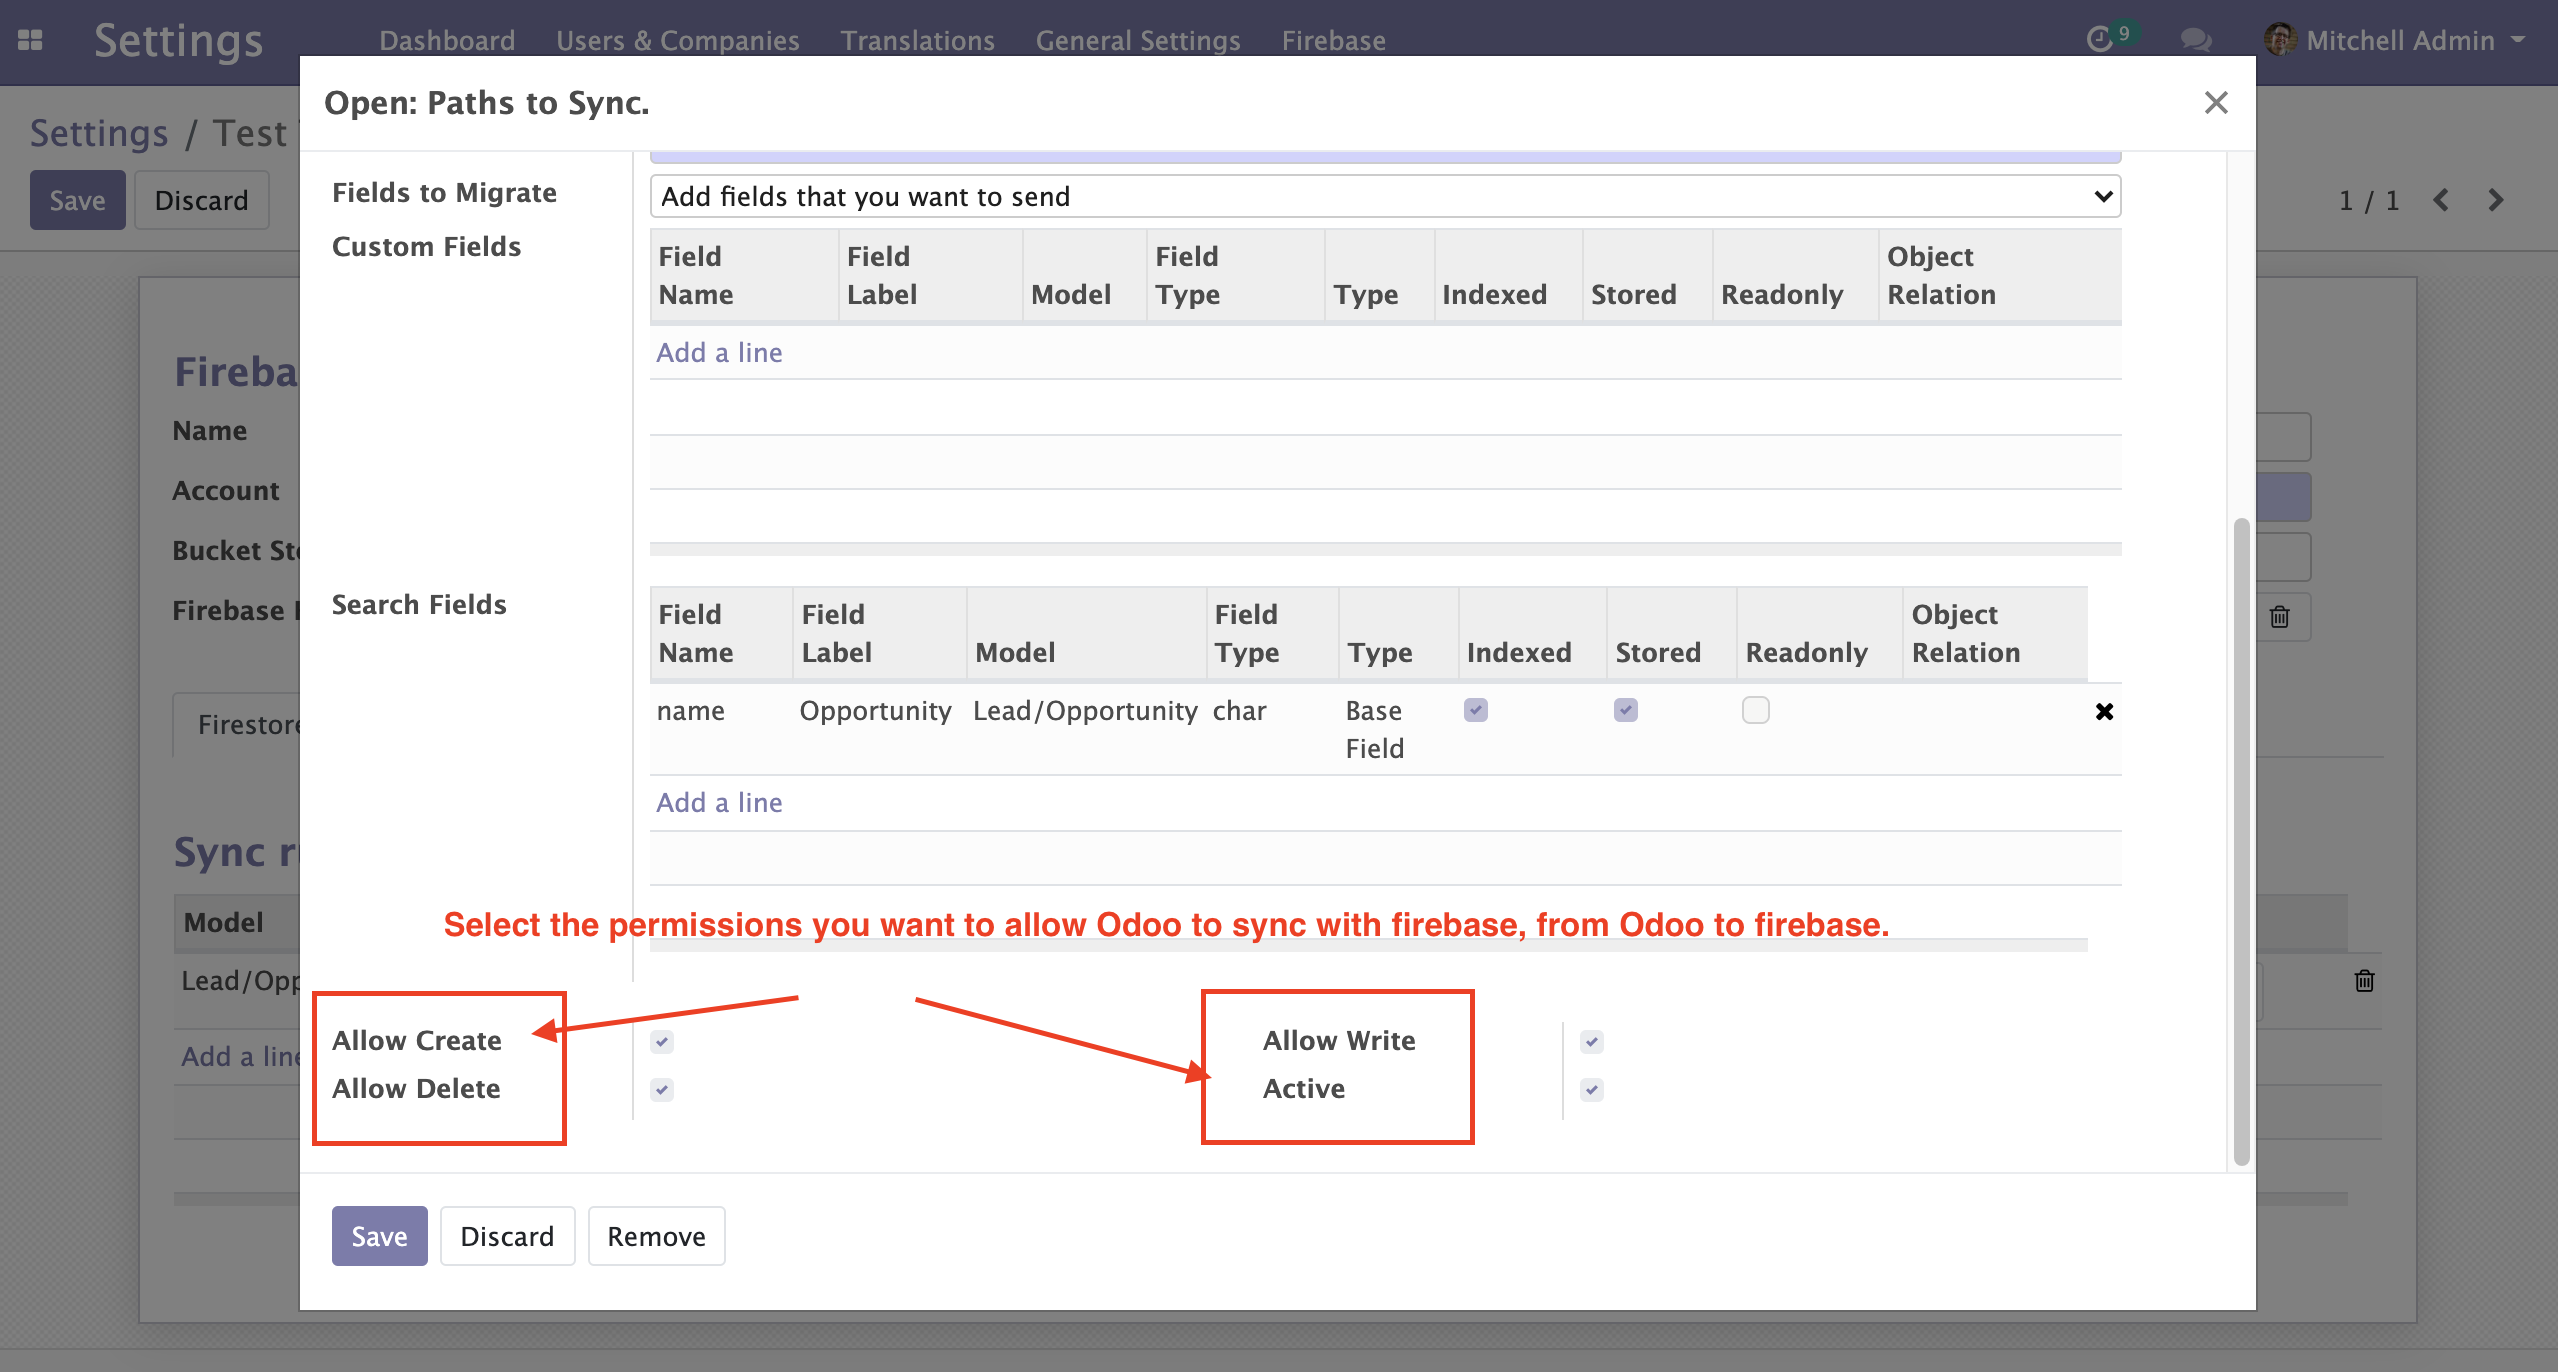 Settings Dashboard Users & Companies Translations General Settings Firebase 9 Mitchell Admin
Open: Paths to Sync.
Settings / Test
Save Discard
1 / 1
Fields to Migrate
Add fields that you want to send
Custom Fields
Field Name Field Label Model Field Type Type Indexed Stored Readonly Object Relation
Add a line
Fireba
Name
Account
Bucket Sto
Firebase
Firestore
Search Fields
Field Name Field Label Model Field Type Type Indexed Stored Readonly Object Relation
name Opportunity Lead/Opportunity char Base Field
Add a line
Sync r
Model
Lead/Opp
Add a line
Select the permissions you want to allow Odoo to sync with firebase, from Odoo to firebase.
Allow Create
Allow Write
Allow Delete
Active
Save Discard Remove